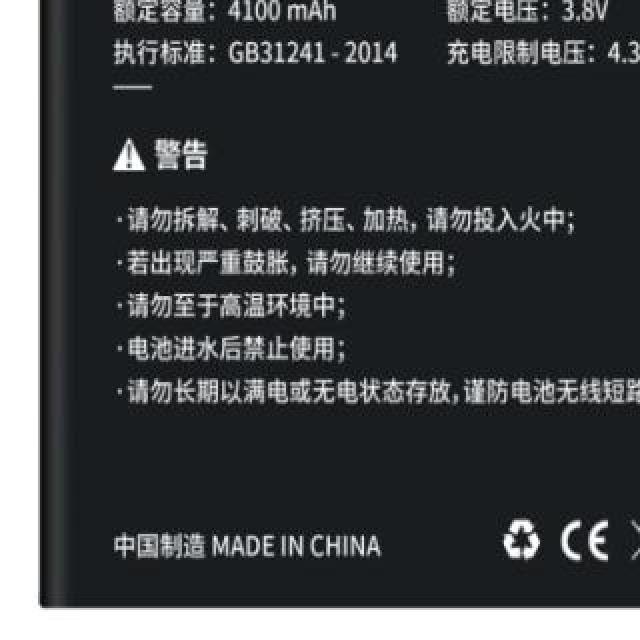 额定容量：4100 mAh 额定电压：3.8V
执行标准：GB31241 - 2014 充电限制电压：4.3
警告
·请勿拆解、刺破、挤压、加热，请勿投入火中；
·若出现严重鼓胀，请勿继续使用；
·请勿至于高温环境中；
·电池进水后禁止使用；
·请勿长期以满电或无电状态存放，谨防电池无线短路
中国制造 MADE IN CHINA CE